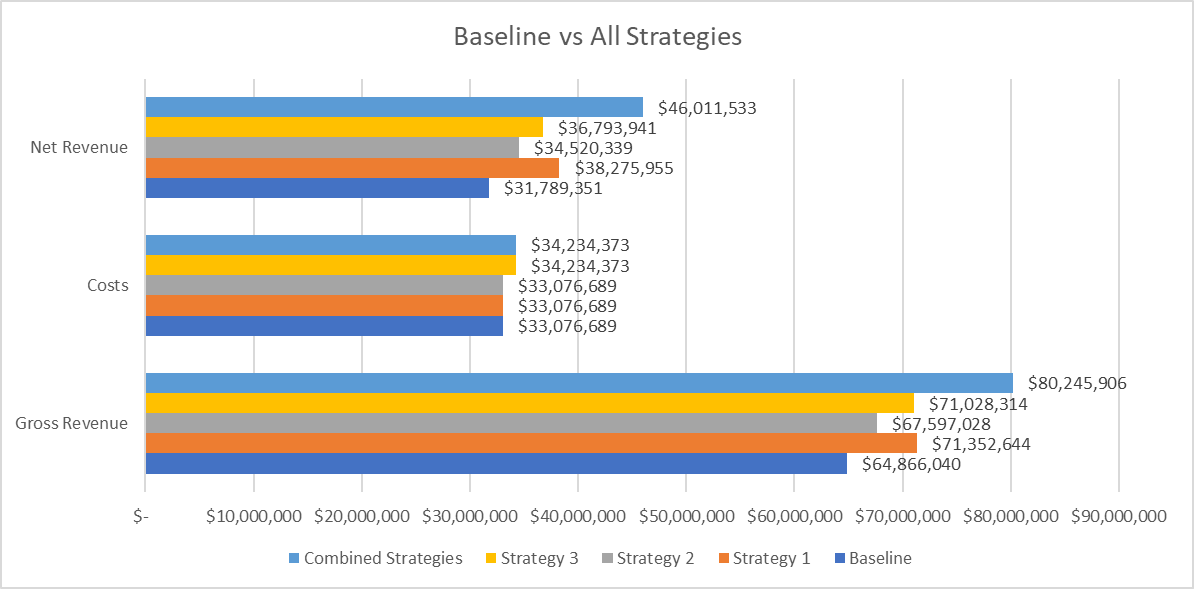 Baseline vs All Strategies
Net Revenue
$46,011,533
$36,793,941
$34,520,339
$38,275,955
$31,789,351
Costs
$34,234,373
$34,234,373
$33,076,689
$33,076,689
$33,076,689
Gross Revenue
$80,245,906
$71,028,314
$67,597,028
$71,352,644
$64,866,040
$- $10,000,000 $20,000,000 $30,000,000 $40,000,000 $50,000,000 $60,000,000 $70,000,000 $80,000,000 $90,000,000
Combined Strategies Strategy 3 Strategy 2 Strategy 1 Baseline